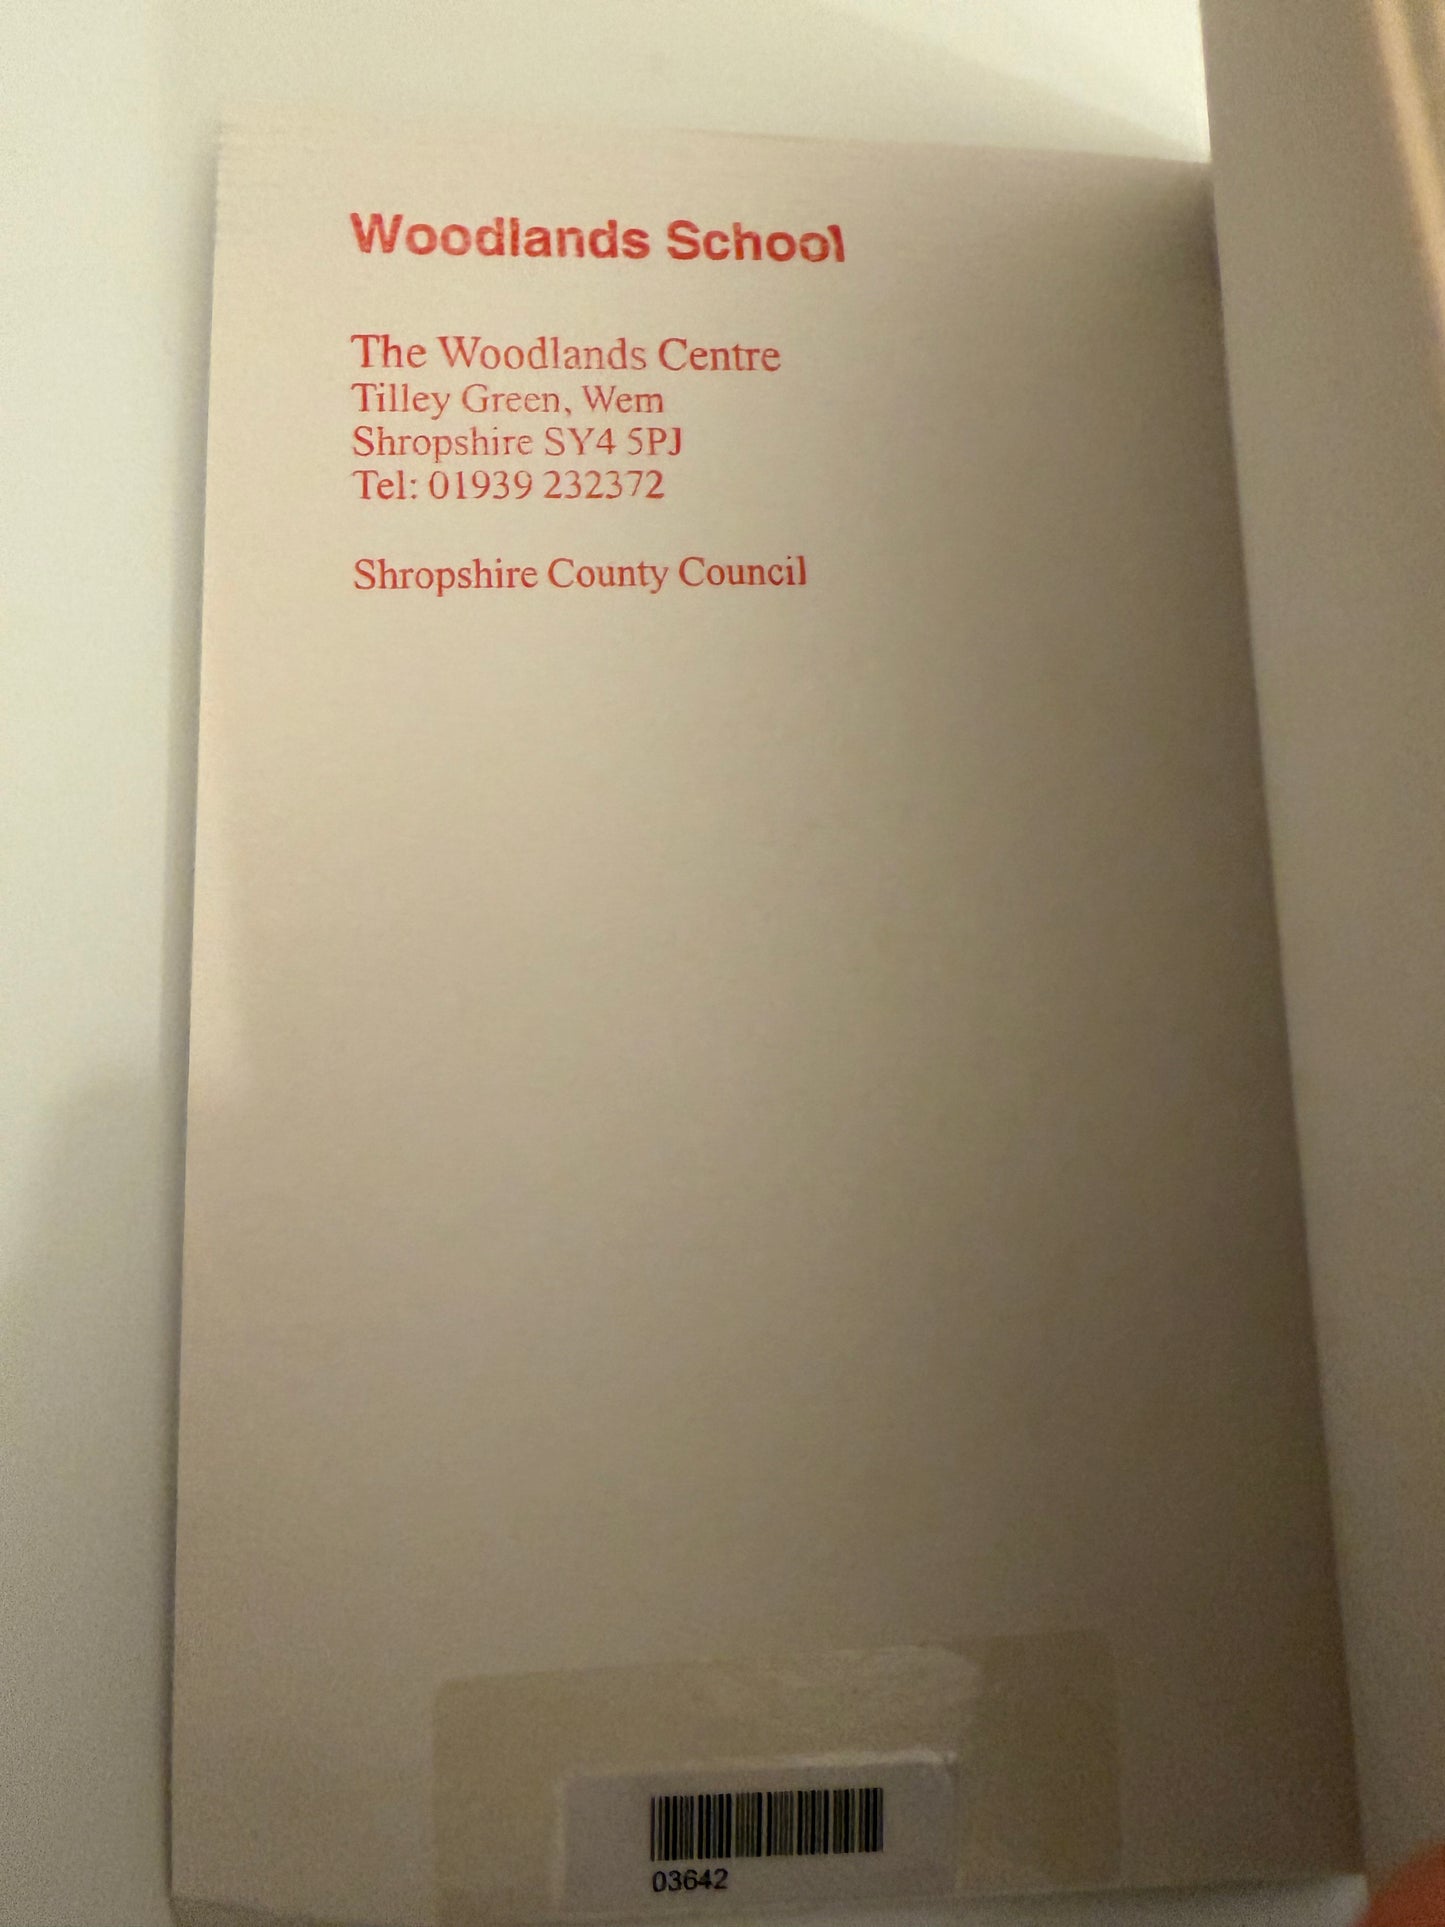 Woodlands School
The Woodlands Centre
Tilley Green, Wem
Shropshire SY4 5PJ
Tel: 01939 232372
Shropshire County Council
03642